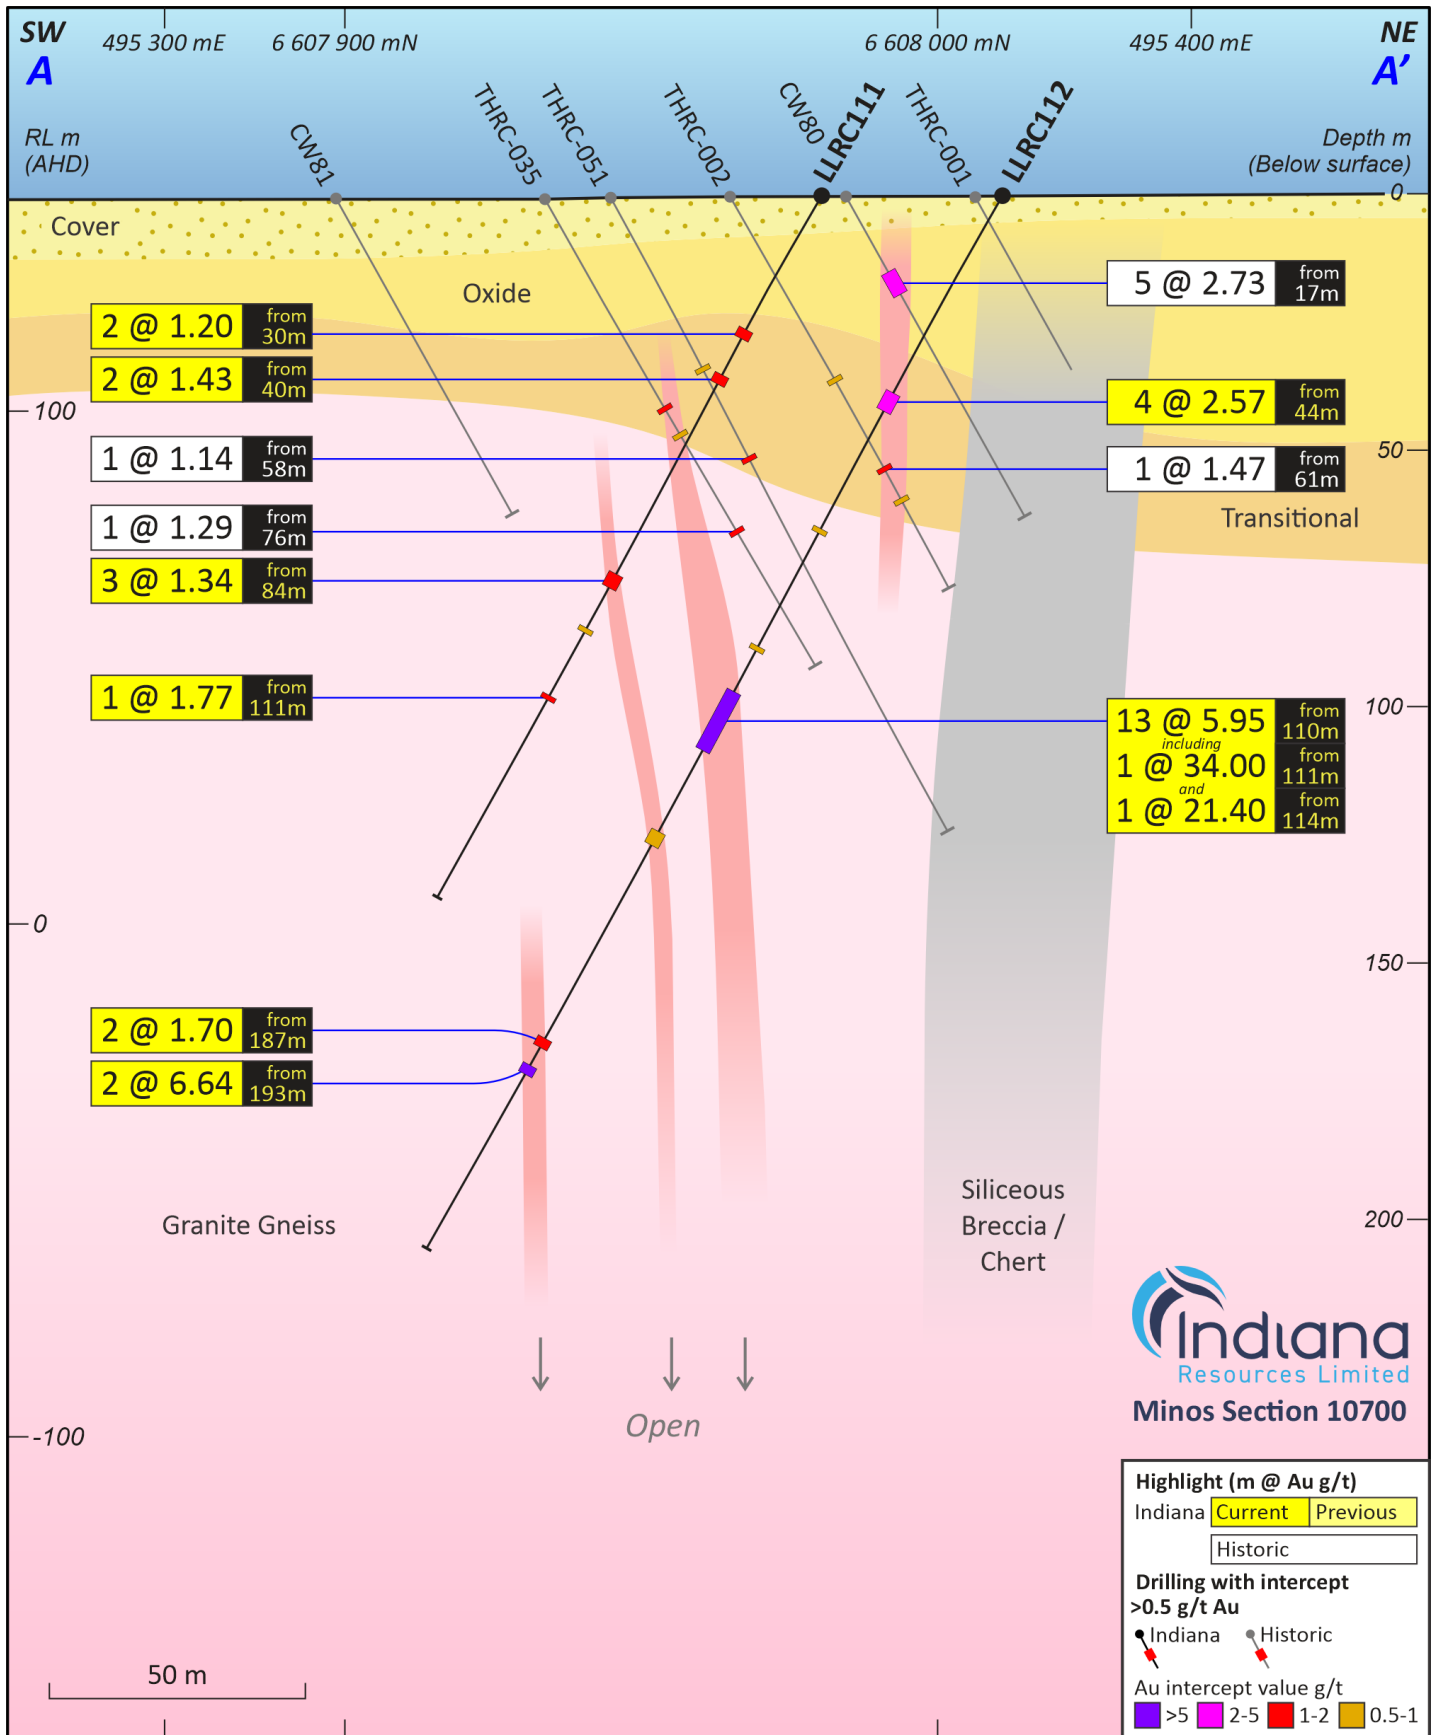 SW
495 300 mE
6 607 900 mN
6 608 000 mN
495 400 mE
NE
A
A’
RL m
(AHD)
CW81
THRC-035
THRC-051
THRC-002
CW80
LLRC111
THRC-001
LLRC112
Depth m
(Below surface)
0
Cover
Oxide
5 @ 2.73 from 17m
2 @ 1.20 from 30m
2 @ 1.43 from 40m
4 @ 2.57 from 44m
100
50
1 @ 1.14 from 58m
1 @ 1.47 from 61m
Transitional
1 @ 1.29 from 76m
3 @ 1.34 from 84m
1 @ 1.77 from 111m
100
13 @ 5.95 from 110m
including
1 @ 34.00 from 111m
and
1 @ 21.40 from 114m
0
150
2 @ 1.70 from 187m
2 @ 6.64 from 193m
Granite Gneiss
Siliceous
Breccia /
Chert
200
Open
-100
Indiana
Resources Limited
Minos Section 10700
Highlight (m @ Au g/t)
Indiana Current Previous
Historic
Drilling with intercept
>0.5 g/t Au
Indiana Historic
Au intercept value g/t
>5 2-5 1-2 0.5-1
50 m